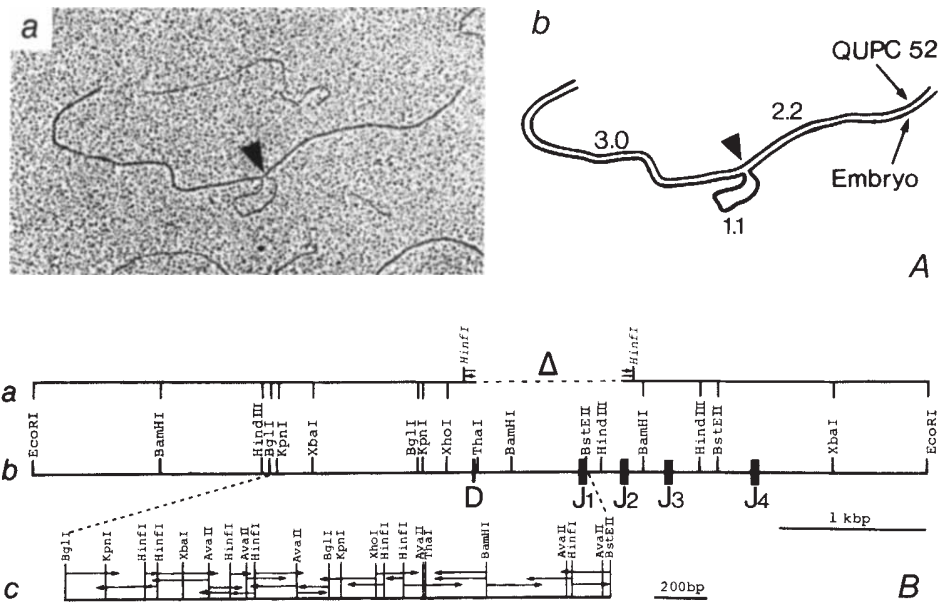 a
b
QUPC 52
2.2
3.0
Embryo
1.1
A
HinfI
Δ
HinfI
a
EcoRI
BamHI
HindIII
BglI
KpnI
XbaI
BglI
KpnI
XhoI
ThaI
BamHI
BstEII
HindIII
BamHI
HindIII
BstEII
XbaI
EcoRI
b
D
J1
J2
J3
J4
1 kbp
BglI
KpnI
HinfI
HinfI
XbaI
AvaII
HinfI
AvaII
HinfI
AvaII
BglI
KpnI
XhoI
HinfI
HinfI
AvaII
ThaI
BamHI
AvaII
HinfI
AvaII
BstEII
c
200bp
B